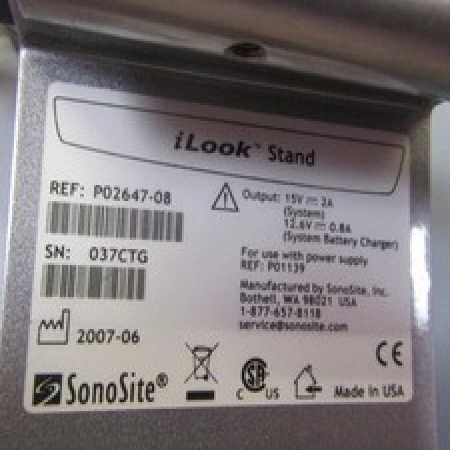 iLook™ Stand
REF: P02647-08
Output: 15V ⎓ 2A
(System)
12.6V ⎓ 0.8A
(System Battery Charger)
SN: 037CTG
For use with power supply
REF: P01139
Manufactured by SonoSite, Inc.
Bothell, WA 98021 USA
1-877-657-8118
service@sonosite.com
2007-06
CE
SonoSite®
SA
C US
Made in USA